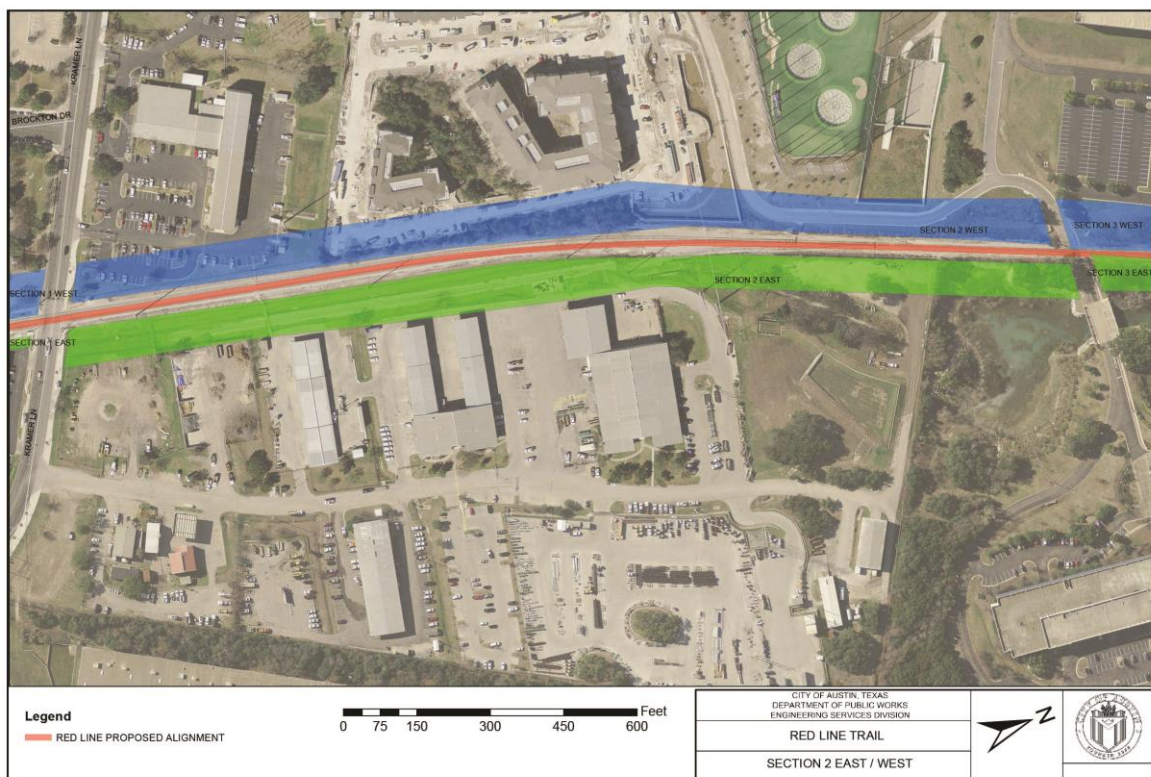 KRAMER LN
BROCKTON DR
SECTION 2 WEST
SECTION 3 WEST
SECTION 1 WEST
SECTION 2 EAST
SECTION 3 EAST
SECTION 1 EAST
KRAMER LN
Legend
RED LINE PROPOSED ALIGNMENT
0 75 150 300 450 600 Feet
CITY OF AUSTIN, TEXAS
DEPARTMENT OF PUBLIC WORKS
ENGINEERING SERVICES DIVISION
RED LINE TRAIL
SECTION 2 EAST / WEST
N